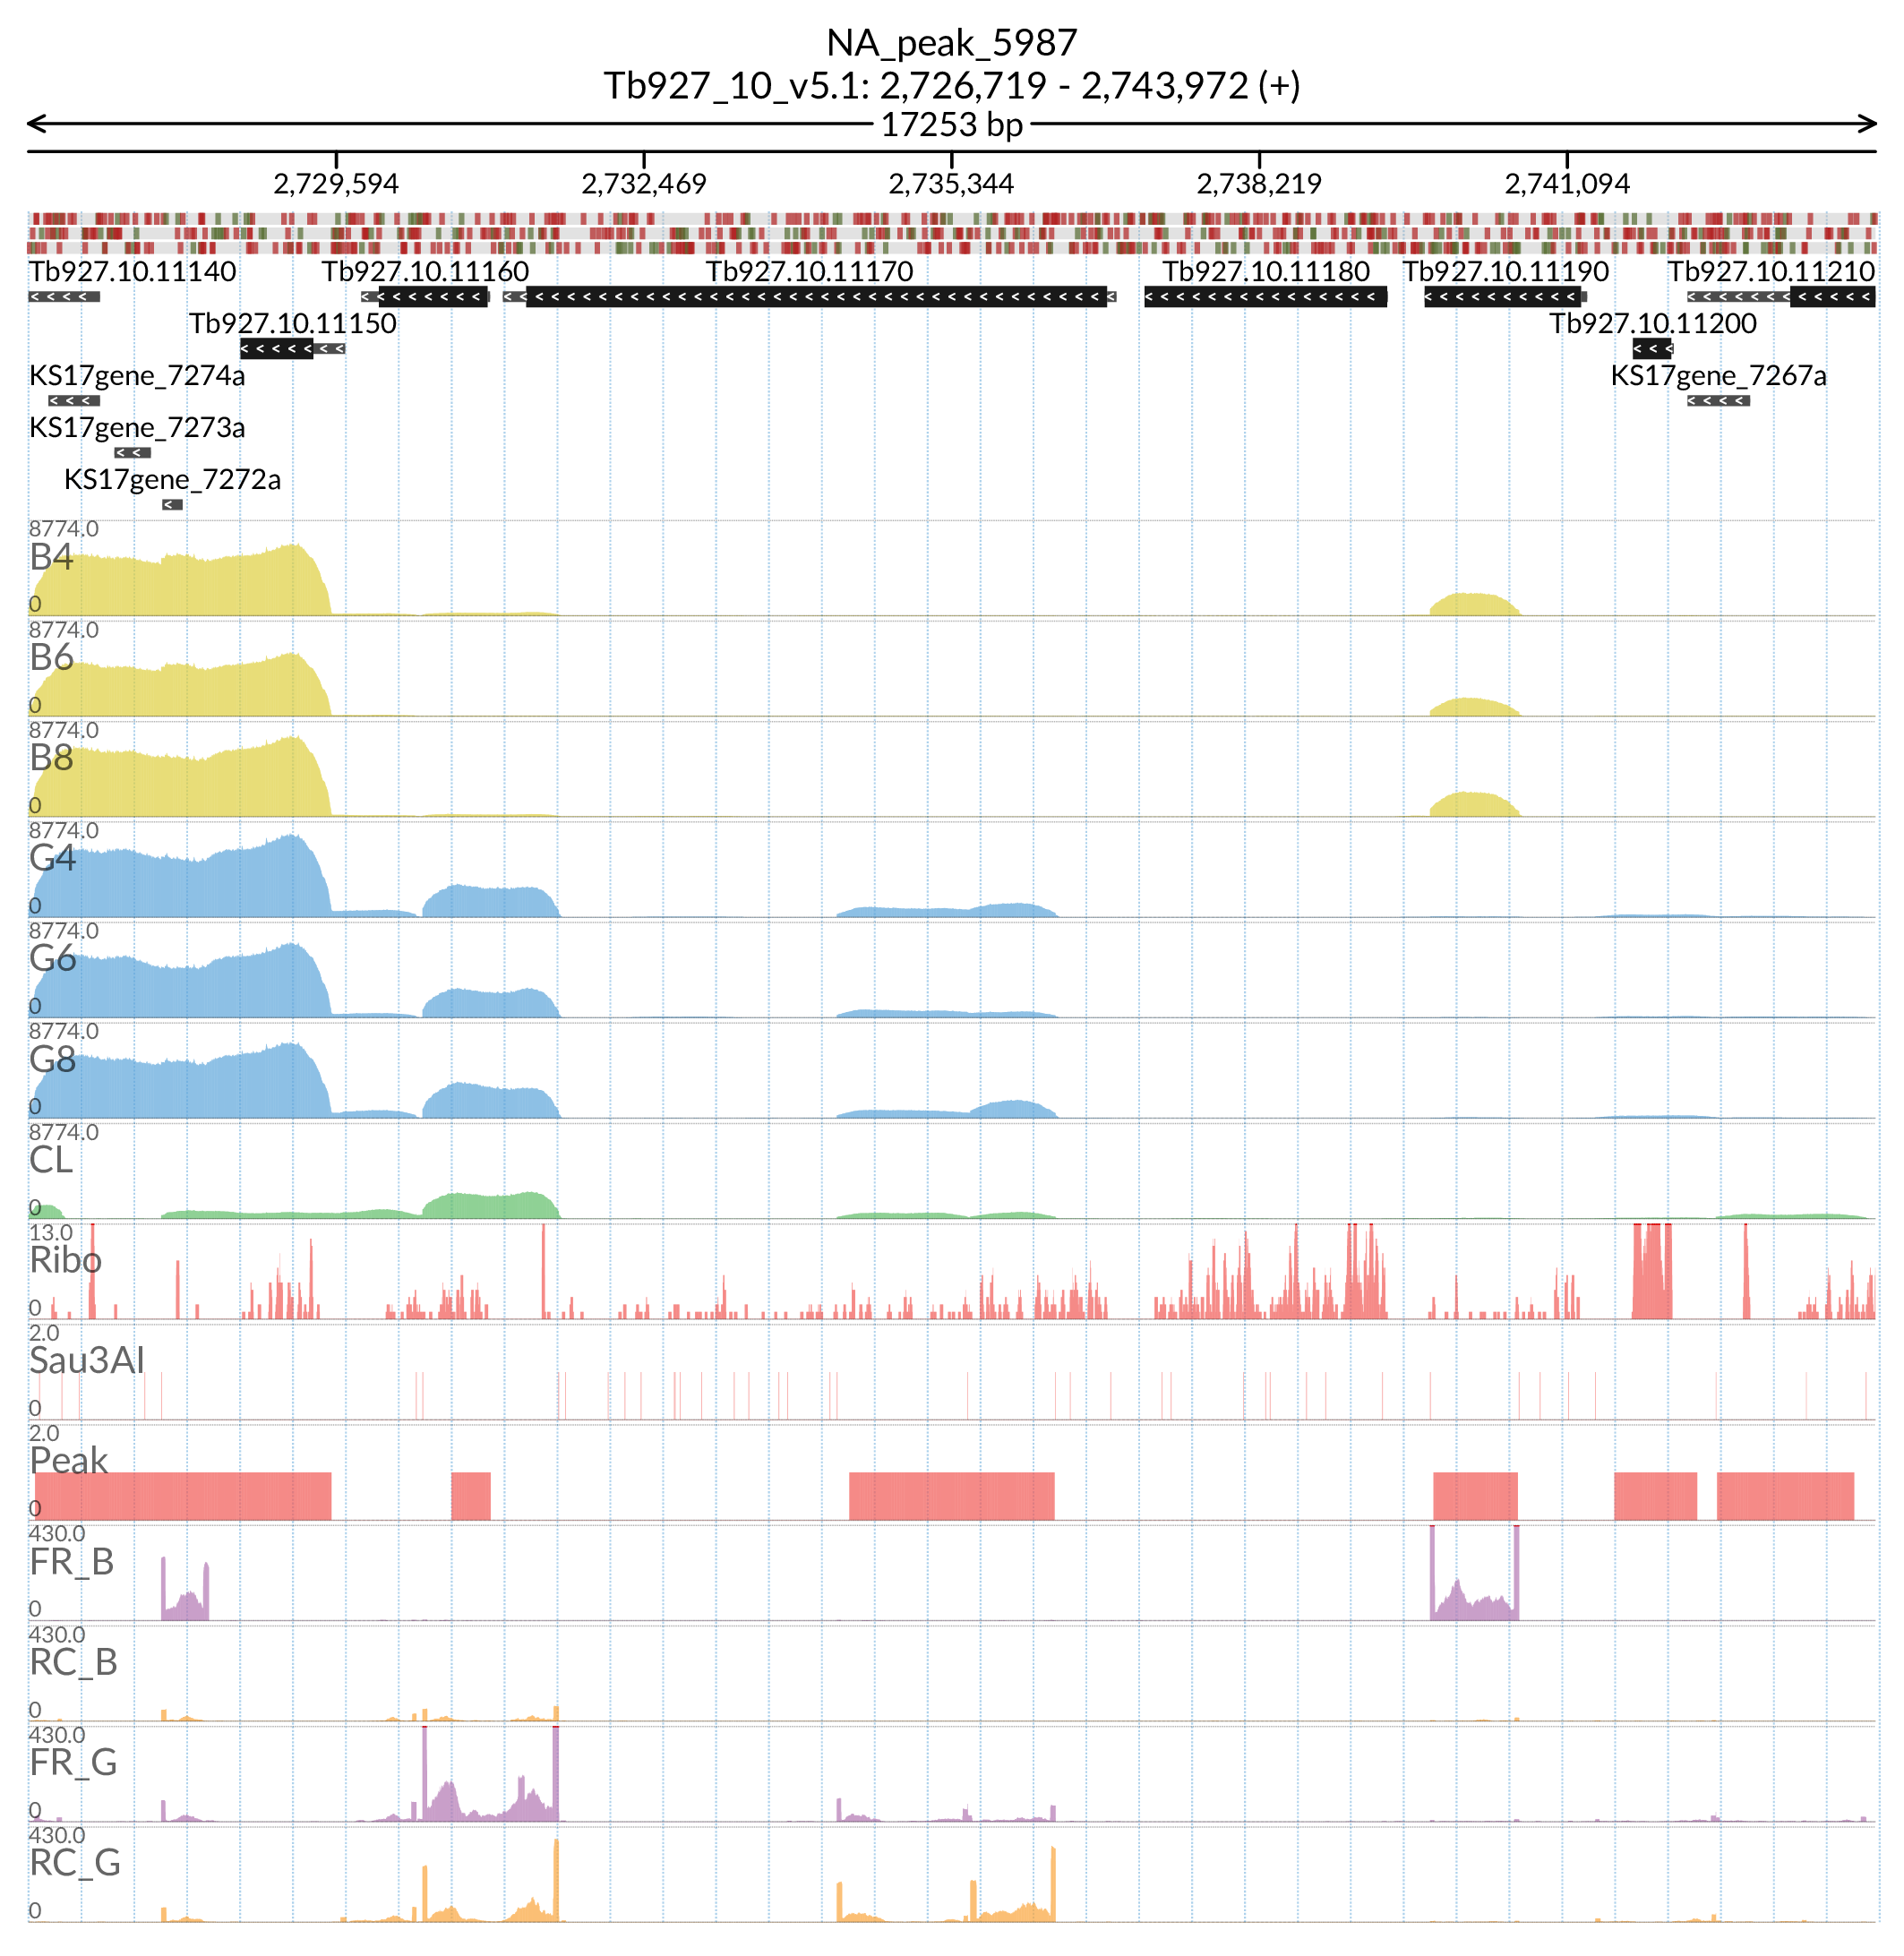 NA_peak_5987
Tb927_10_v5.1: 2,726,719 - 2,743,972 (+)
17253 bp
2,729,594 2,732,469 2,735,344 2,738,219 2,741,094
Tb927.10.11140 Tb927.10.11160 Tb927.10.11170 Tb927.10.11180 Tb927.10.11190 Tb927.10.11210
Tb927.10.11150 Tb927.10.11200
KS17gene_7274a KS17gene_7267a
KS17gene_7273a
KS17gene_7272a
8774.0
B4
0
8774.0
B6
0
8774.0
B8
0
8774.0
G4
0
8774.0
G6
0
8774.0
G8
0
8774.0
CL
0
13.0
Ribo
0
2.0
Sau3AI
0
2.0
Peak
0
430.0
FR_B
0
430.0
RC_B
0
430.0
FR_G
0
430.0
RC_G
0